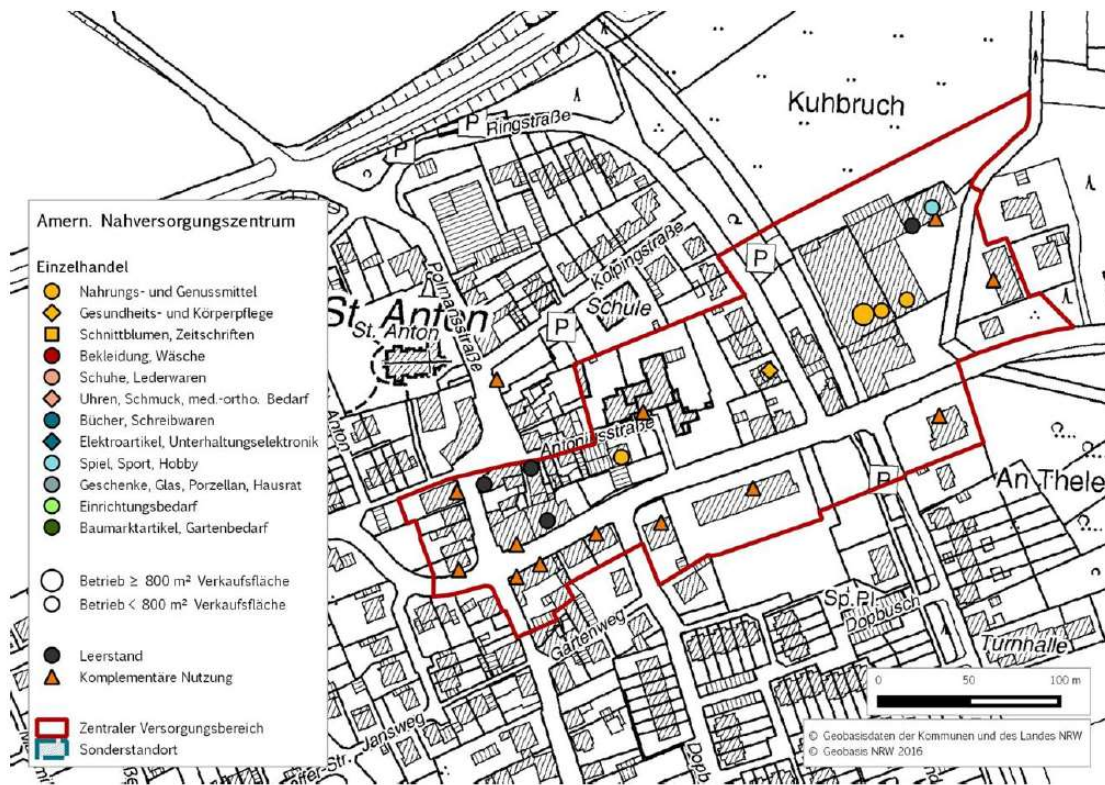 Kuhbruch
P
Ringstraße
P
Amern. Nahversorgungszentrum
Einzelhandel
Nahrungs- und Genussmittel
Gesundheits- und Körperpflege
Schnittblumen, Zeitschriften
Bekleidung, Wäsche
Schuhe, Lederwaren
Uhren, Schmuck, med.-ortho. Bedarf
Bücher, Schreibwaren
Elektroartikel, Unterhaltungselektronik
Spiel, Sport, Hobby
Geschenke, Glas, Porzellan, Hausrat
Einrichtungsbedarf
Baumarktartikel, Gartenbedarf
Betrieb ≥ 800 m² Verkaufsfläche
Betrieb < 800 m² Verkaufsfläche
Leerstand
Komplementäre Nutzung
Zentraler Versorgungsbereich
Sonderstandort
Kolpingstraße
P
Polmansstraße
Schule
St. Anton
St. Anton
P
Anton
Antoniusstraße
P
An Thele
Sp.Pl.
Dopbusch
Turnhalle
Gartenweg
Jansweg
0 50 100 m
© Geobasisdaten der Kommunen und des Landes NRW
© Geobasis NRW 2016